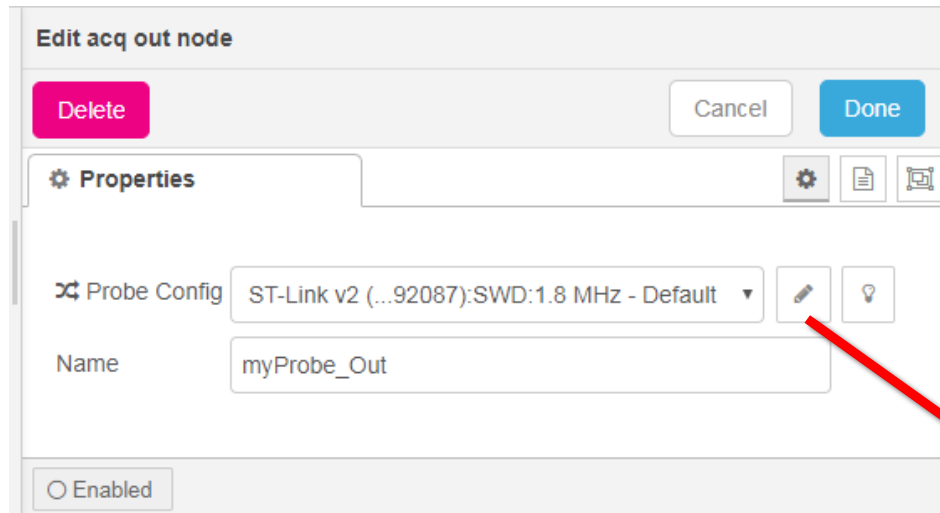 Edit acq out node
Delete
Cancel
Done
Properties
Probe Config
ST-Link v2 (...92087):SWD:1.8 MHz - Default
Name
myProbe_Out
Enabled